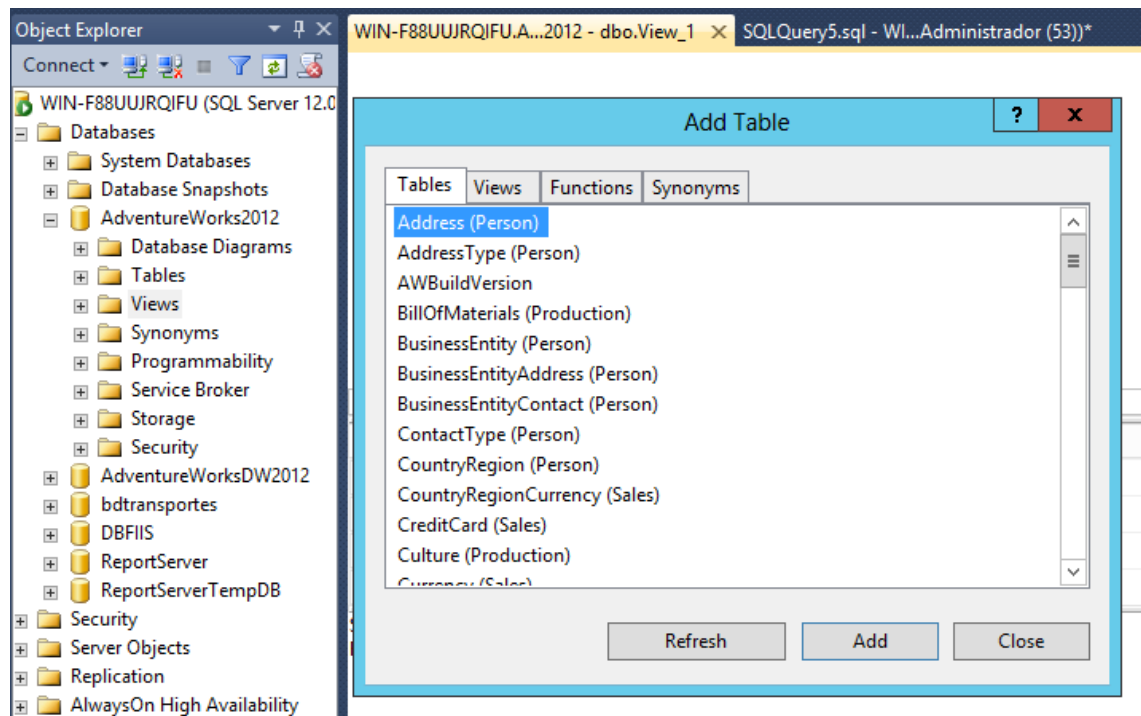 Object Explorer
Connect
WIN-F88UUJRQIFU (SQL Server 12.0
Databases
System Databases
Database Snapshots
AdventureWorks2012
Database Diagrams
Tables
Views
Synonyms
Programmability
Service Broker
Storage
Security
AdventureWorksDW2012
bdtransportes
DBFIIS
ReportServer
ReportServerTempDB
Security
Server Objects
Replication
AlwaysOn High Availability
WIN-F88UUJRQIFU.A...2012 - dbo.View_1
SQLQuery5.sql - WI...Administrador (53))*
Add Table
?
x
Tables Views Functions Synonyms
Address (Person)
AddressType (Person)
AWBuildVersion
BillOfMaterials (Production)
BusinessEntity (Person)
BusinessEntityAddress (Person)
BusinessEntityContact (Person)
ContactType (Person)
CountryRegion (Person)
CountryRegionCurrency (Sales)
CreditCard (Sales)
Culture (Production)
Currency (Sales)
Refresh Add Close